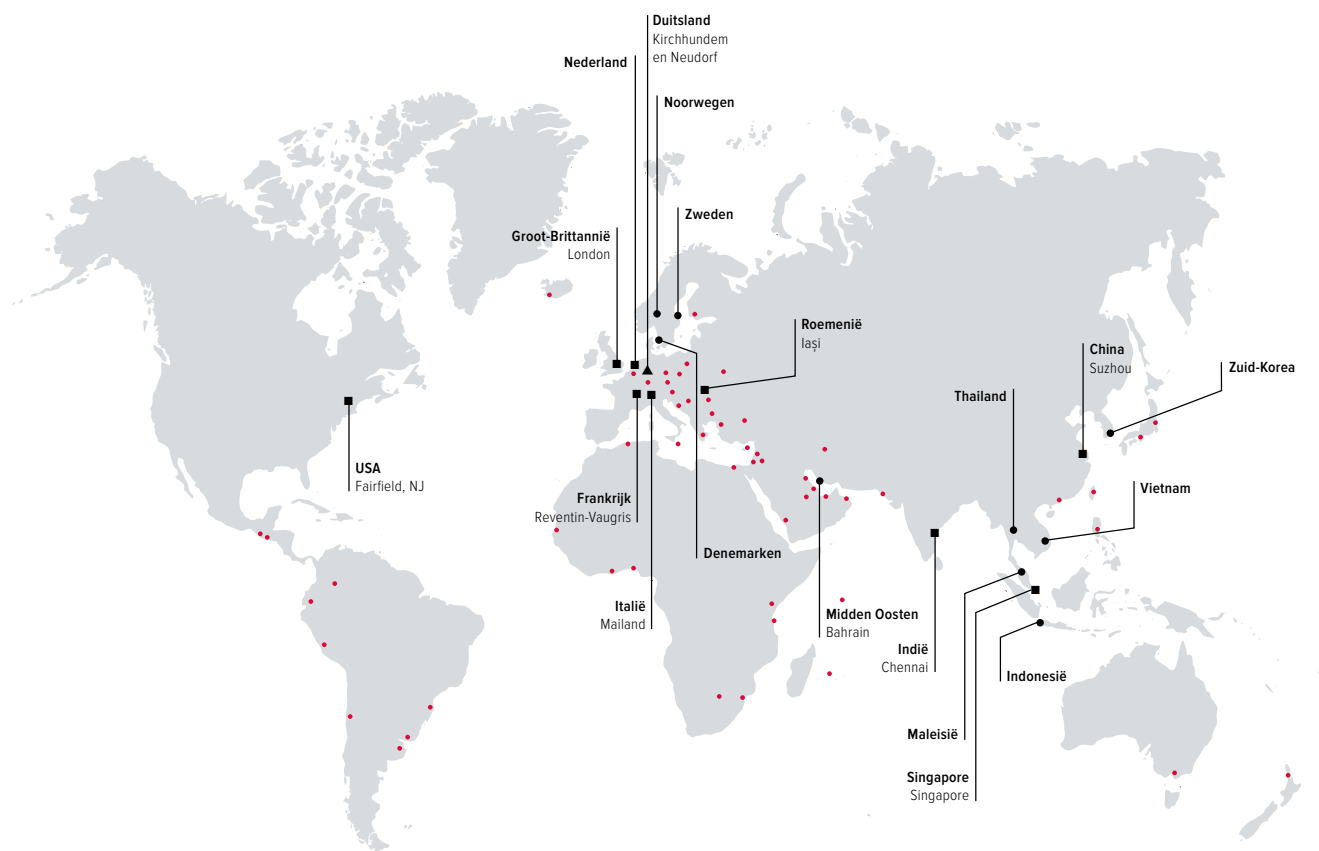 Duitsland
Kirchhundem
en Neudorf
Nederland
Noorwegen
Zweden
Groot-Brittannië
London
Roemenië
Iași
China
Suzhou
Zuid-Korea
Thailand
USA
Fairfield, NJ
Vietnam
Frankrijk
Reventin-Vaugris
Denemarken
Italië
Mailand
Midden Oosten
Bahrain
Indië
Chennai
Indonesië
Maleisië
Singapore
Singapore